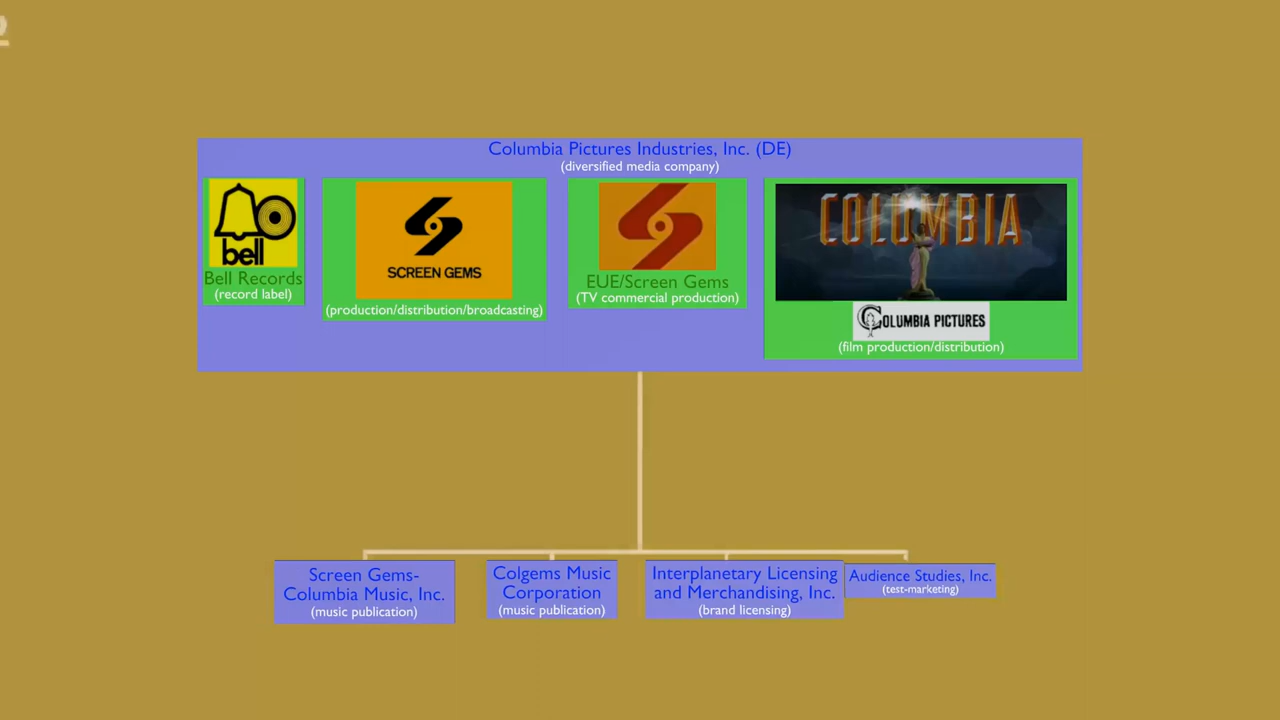 Columbia Pictures Industries, Inc. (DE)
(diversified media company)
bell
Bell Records
(record label)
SCREEN GEMS
(production/distribution/broadcasting)
EUE/Screen Gems
(TV commercial production)
COLUMBIA
COLUMBIA PICTURES
(film production/distribution)
Screen Gems-
Columbia Music, Inc.
(music publication)
Colgems Music
Corporation
(music publication)
Interplanetary Licensing
and Merchandising, Inc.
(brand licensing)
Audience Studies, Inc.
(test-marketing)